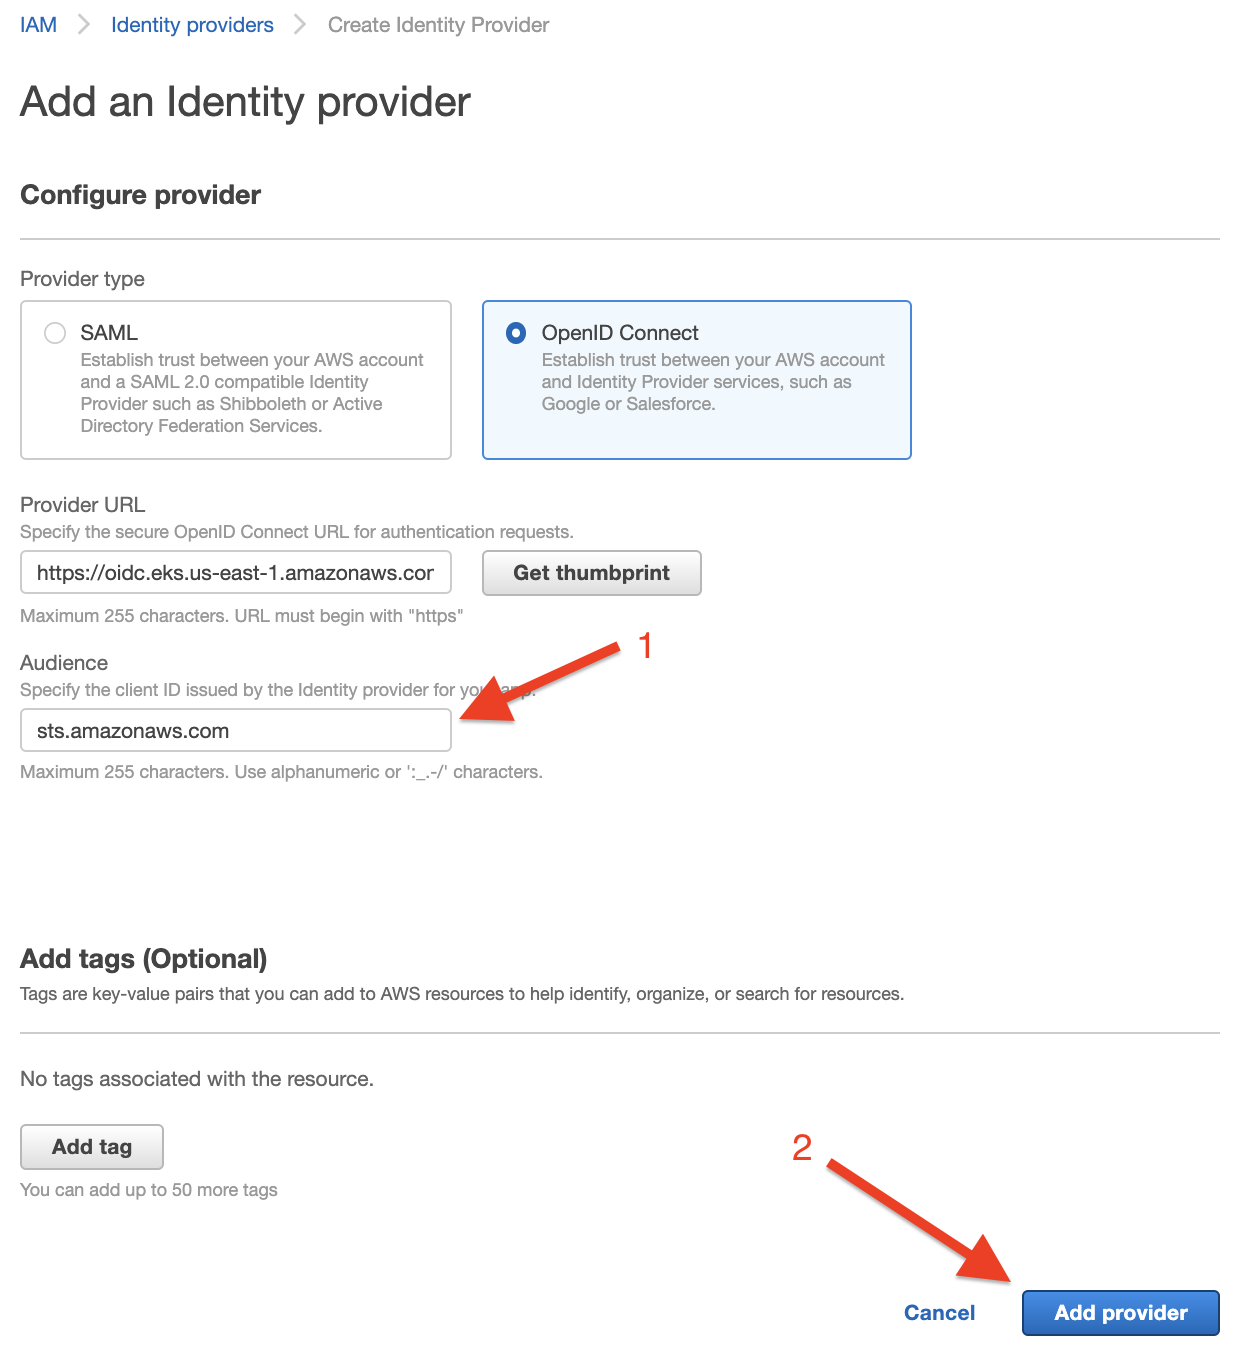 IAM > Identity providers > Create Identity Provider
Add an Identity provider
Configure provider
Provider type
SAML
Establish trust between your AWS account
and a SAML 2.0 compatible Identity
Provider such as Shibboleth or Active
Directory Federation Services.
OpenID Connect
Establish trust between your AWS account
and Identity Provider services, such as
Google or Salesforce.
Provider URL
Specify the secure OpenID Connect URL for authentication requests.
https://oidc.eks.us-east-1.amazonaws.cor
Get thumbprint
Maximum 255 characters. URL must begin with "https"
1
Audience
Specify the client ID issued by the Identity provider for your app.
sts.amazonaws.com
Maximum 255 characters. Use alphanumeric or ':_.-/' characters.
Add tags (Optional)
Tags are key-value pairs that you can add to AWS resources to help identify, organize, or search for resources.
No tags associated with the resource.
Add tag
You can add up to 50 more tags
2
Cancel
Add provider